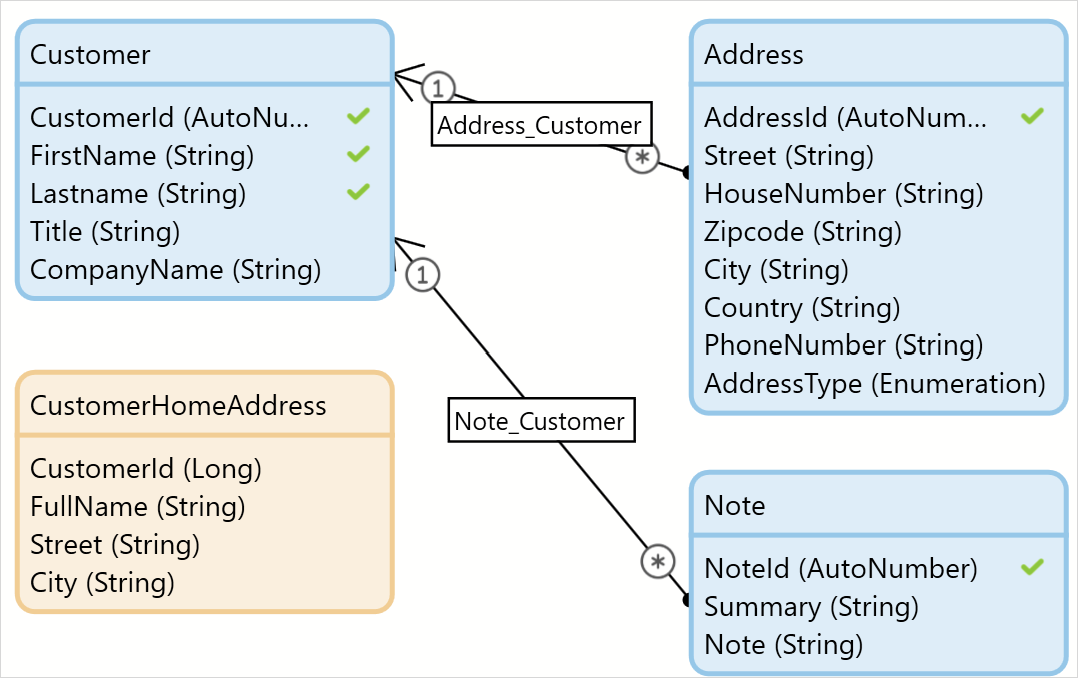 Customer
CustomerId (AutoNu...
FirstName (String)
Lastname (String)
Title (String)
CompanyName (String)
1
Address_Customer
*
Address
AddressId (AutoNum...
Street (String)
HouseNumber (String)
Zipcode (String)
City (String)
Country (String)
PhoneNumber (String)
AddressType (Enumeration)
1
Note_Customer
*
CustomerHomeAddress
CustomerId (Long)
FullName (String)
Street (String)
City (String)
Note
NoteId (AutoNumber)
Summary (String)
Note (String)